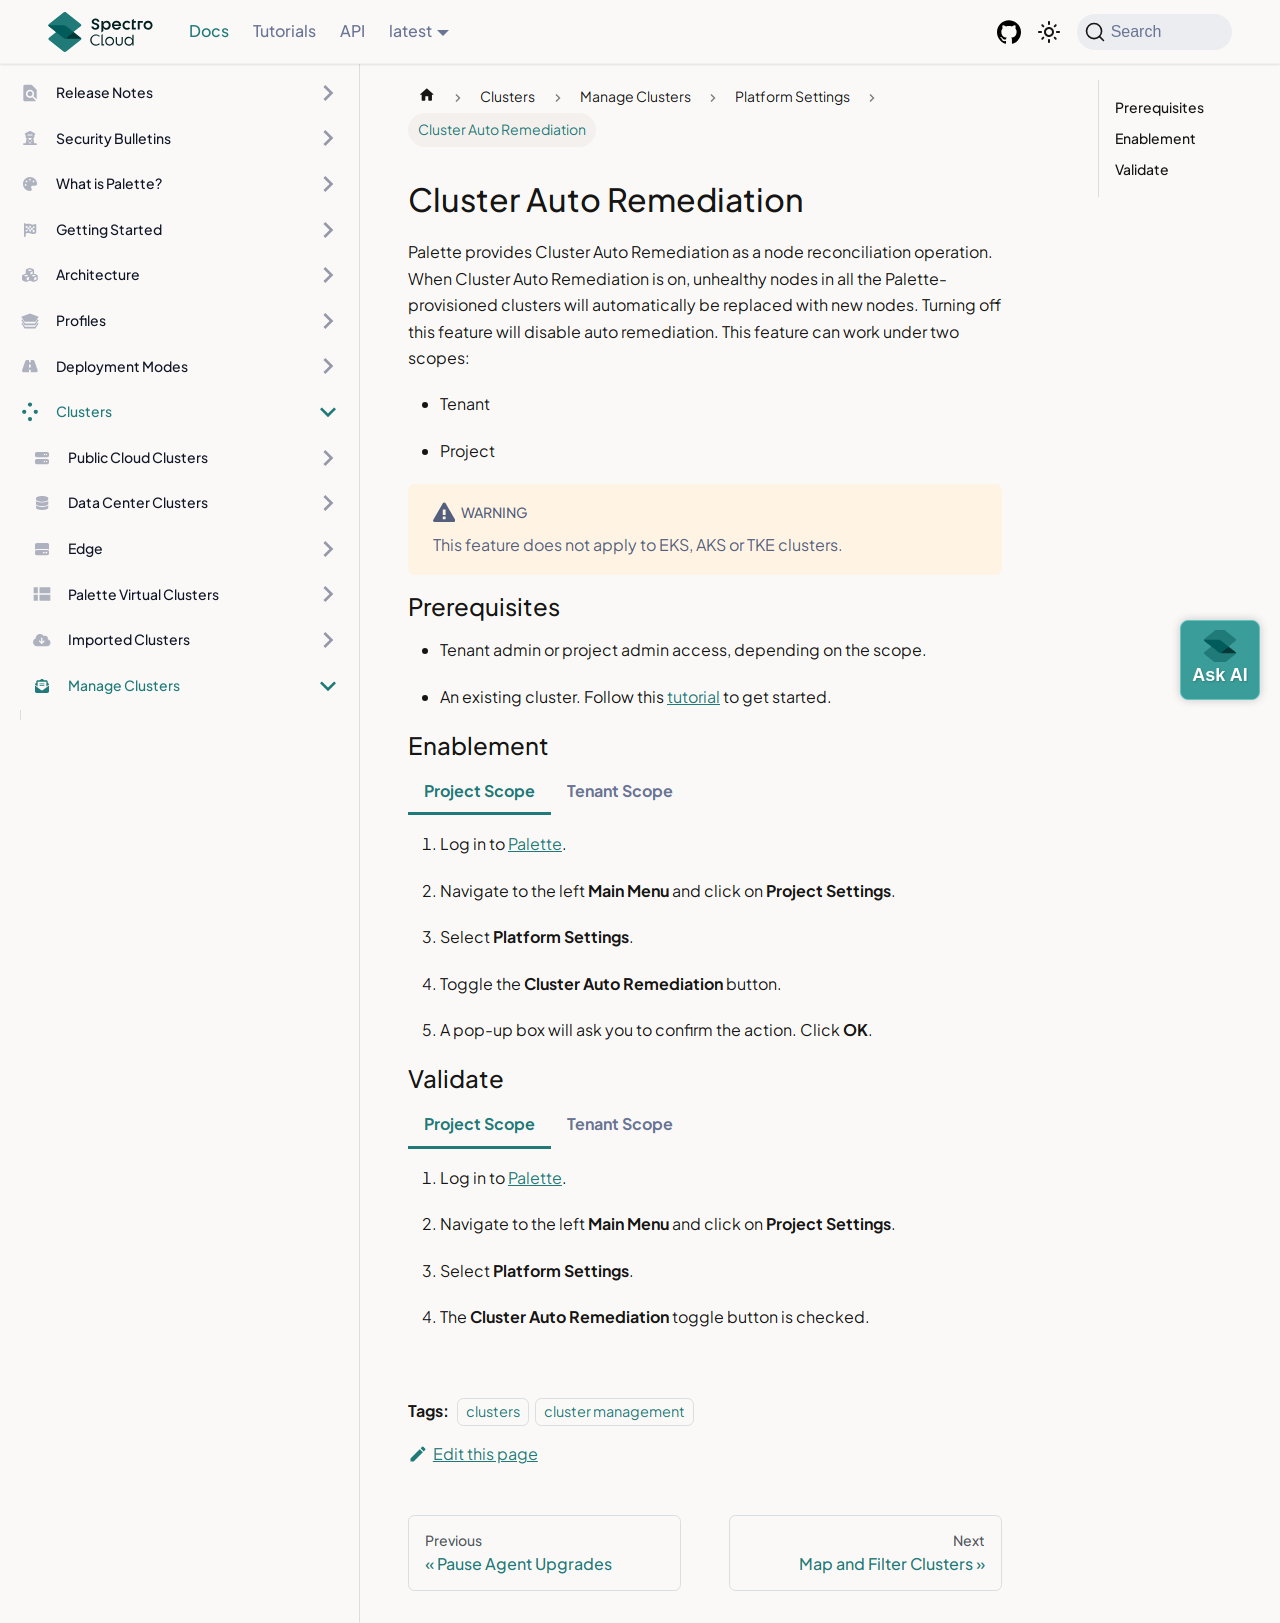 Spectro Cloud
Docs
Tutorials
API
latest
Search
Release Notes
Security Bulletins
What is Palette?
Getting Started
Architecture
Profiles
Deployment Modes
Clusters
Public Cloud Clusters
Data Center Clusters
Edge
Palette Virtual Clusters
Imported Clusters
Manage Clusters
Clusters
Manage Clusters
Platform Settings
Cluster Auto Remediation
Cluster Auto Remediation
Palette provides Cluster Auto Remediation as a node reconciliation operation.
When Cluster Auto Remediation is on, unhealthy nodes in all the Palette-
provisioned clusters will automatically be replaced with new nodes. Turning off
this feature will disable auto remediation. This feature can work under two
scopes:
Tenant
Project
WARNING
This feature does not apply to EKS, AKS or TKE clusters.
Prerequisites
Tenant admin or project admin access, depending on the scope.
An existing cluster. Follow this tutorial to get started.
Enablement
Project Scope
Tenant Scope
1. Log in to Palette.
2. Navigate to the left Main Menu and click on Project Settings.
3. Select Platform Settings.
4. Toggle the Cluster Auto Remediation button.
5. A pop-up box will ask you to confirm the action. Click OK.
Validate
Project Scope
Tenant Scope
1. Log in to Palette.
2. Navigate to the left Main Menu and click on Project Settings.
3. Select Platform Settings.
4. The Cluster Auto Remediation toggle button is checked.
Tags: clusters cluster management
Edit this page
Previous
« Pause Agent Upgrades
Next
Map and Filter Clusters »
Prerequisites
Enablement
Validate
Ask AI